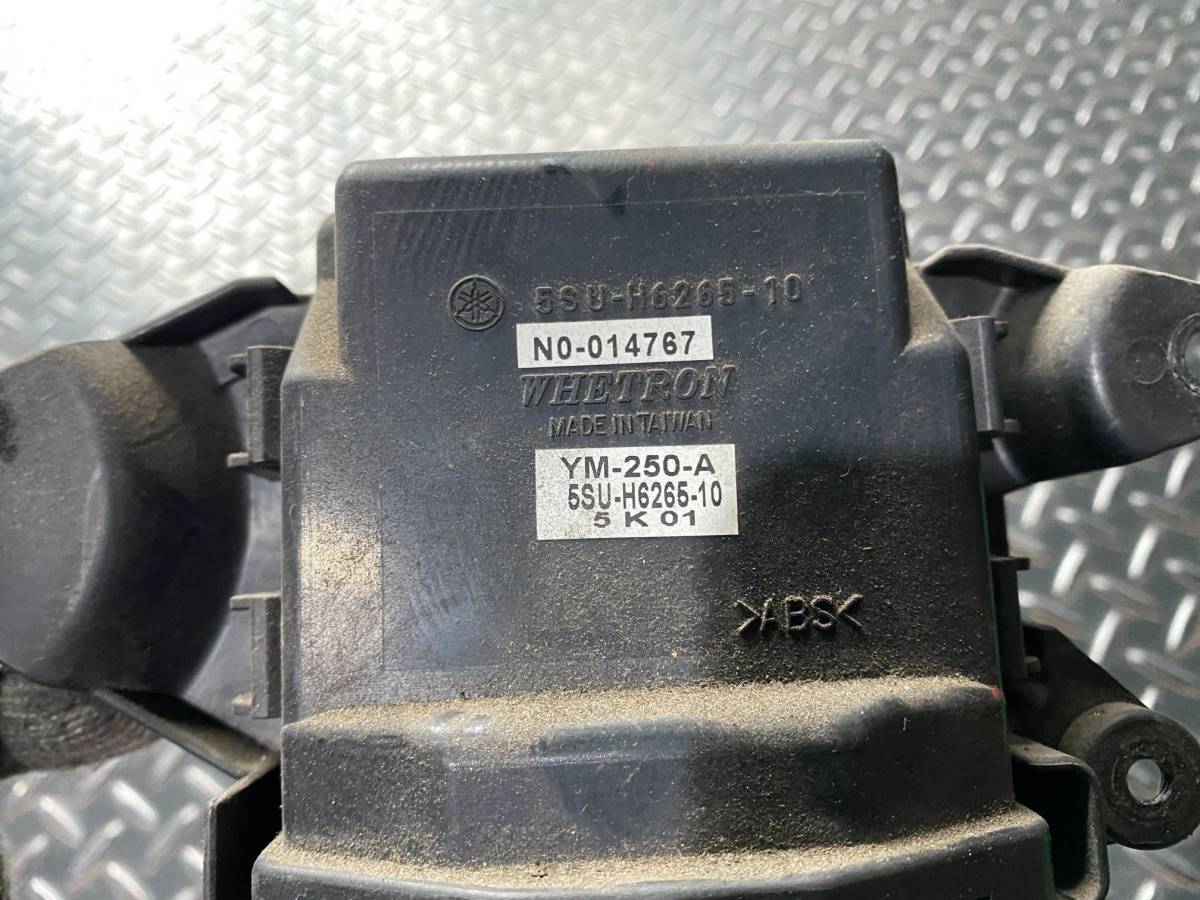 5SU-H6265-10
N0-014767
WHETRON
MADE IN TAIWAN
YM-250-A
5SU-H6265-10
5 K 01
>ABS<